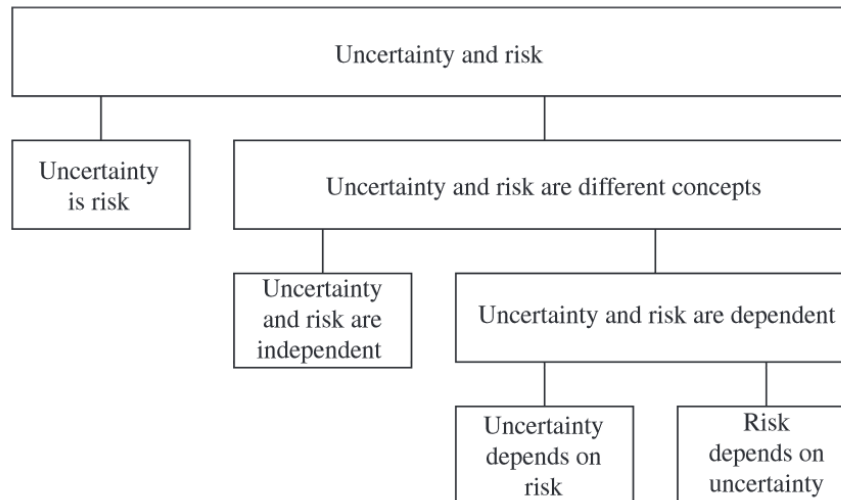 Uncertainty and risk
Uncertainty
is risk
Uncertainty and risk are different concepts
Uncertainty
and risk are
independent
Uncertainty and risk are dependent
Uncertainty
depends on
risk
Risk
depends on
uncertainty